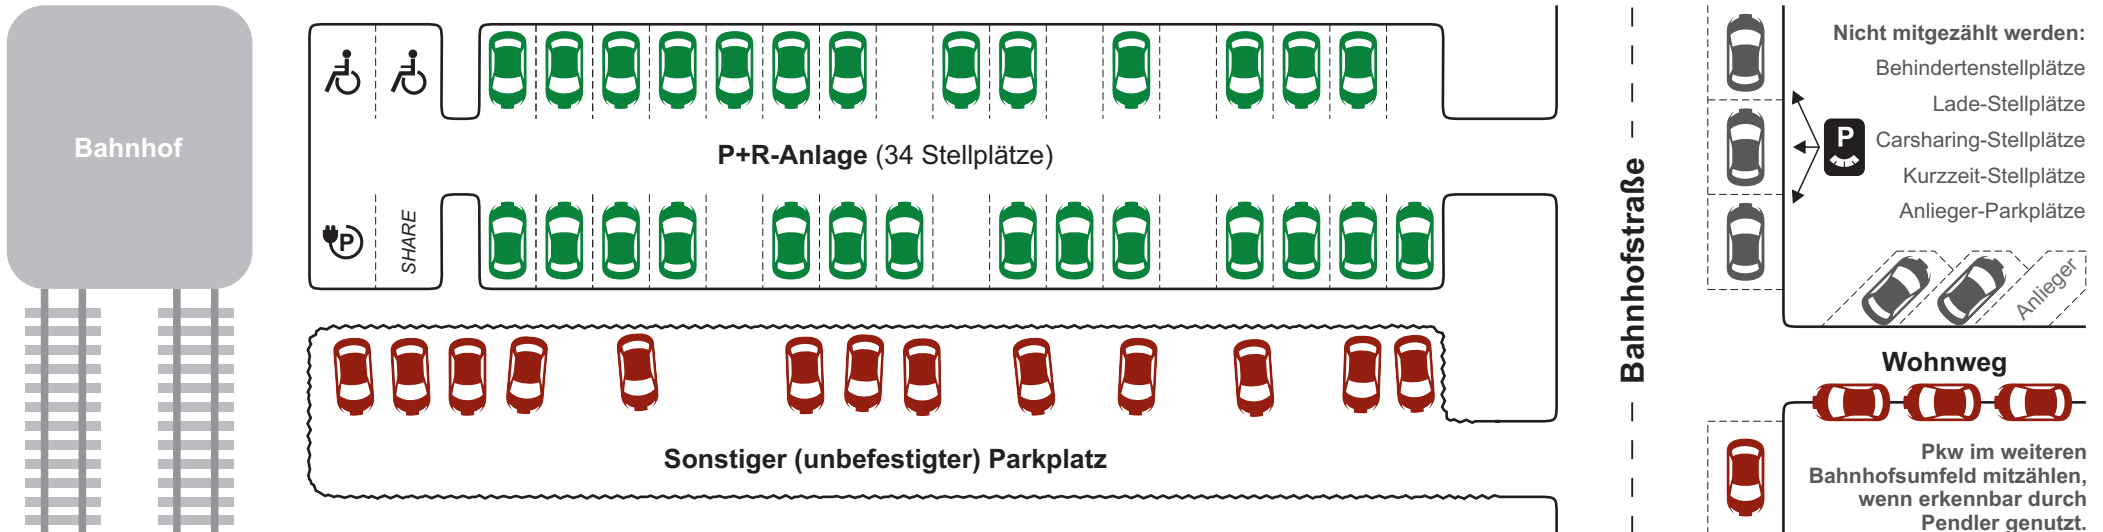 Bahnhof
P+R-Anlage (34 Stellplätze)
P
SHARE
Sonstiger (unbefestigter) Parkplatz
Bahnhofstraße
Nicht mitgezählt werden:
Behindertenstellplätze
Lade-Stellplätze
Carsharing-Stellplätze
Kurzzeit-Stellplätze
Anlieger-Parkplätze
P
Anlieger
Wohnweg
Pkw im weiteren
Bahnhofsumfeld mitzählen,
wenn erkennbar durch
Pendler genutzt.